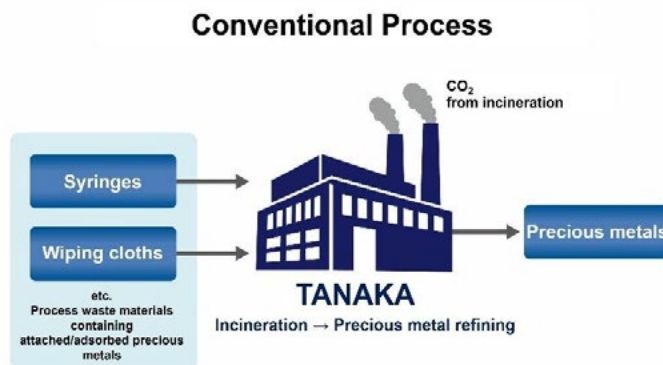 Conventional Process
CO₂
from incineration
Syringes
Wiping cloths
Precious metals
etc.
Process waste materials
containing
attached/adsorbed precious
metals
TANAKA
Incineration → Precious metal refining